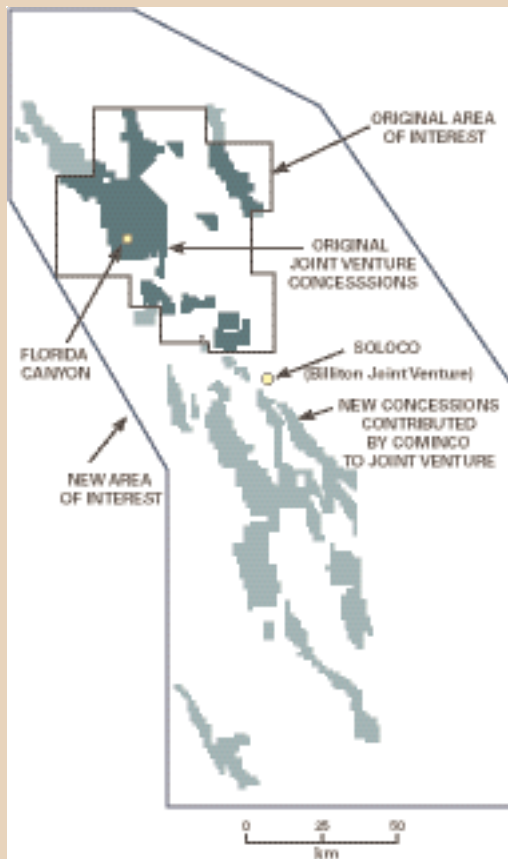 ORIGINAL AREA
OF INTEREST
ORIGINAL
JOINT VENTURE
CONCESSSIONS
FLORIDA
CANYON
SOLOCO
(Billiton Joint Venture)
NEW CONCESSIONS
CONTRIBUTED
BY COMINCO
TO JOINT VENTURE
NEW AREA
OF INTEREST
0 25 50
km